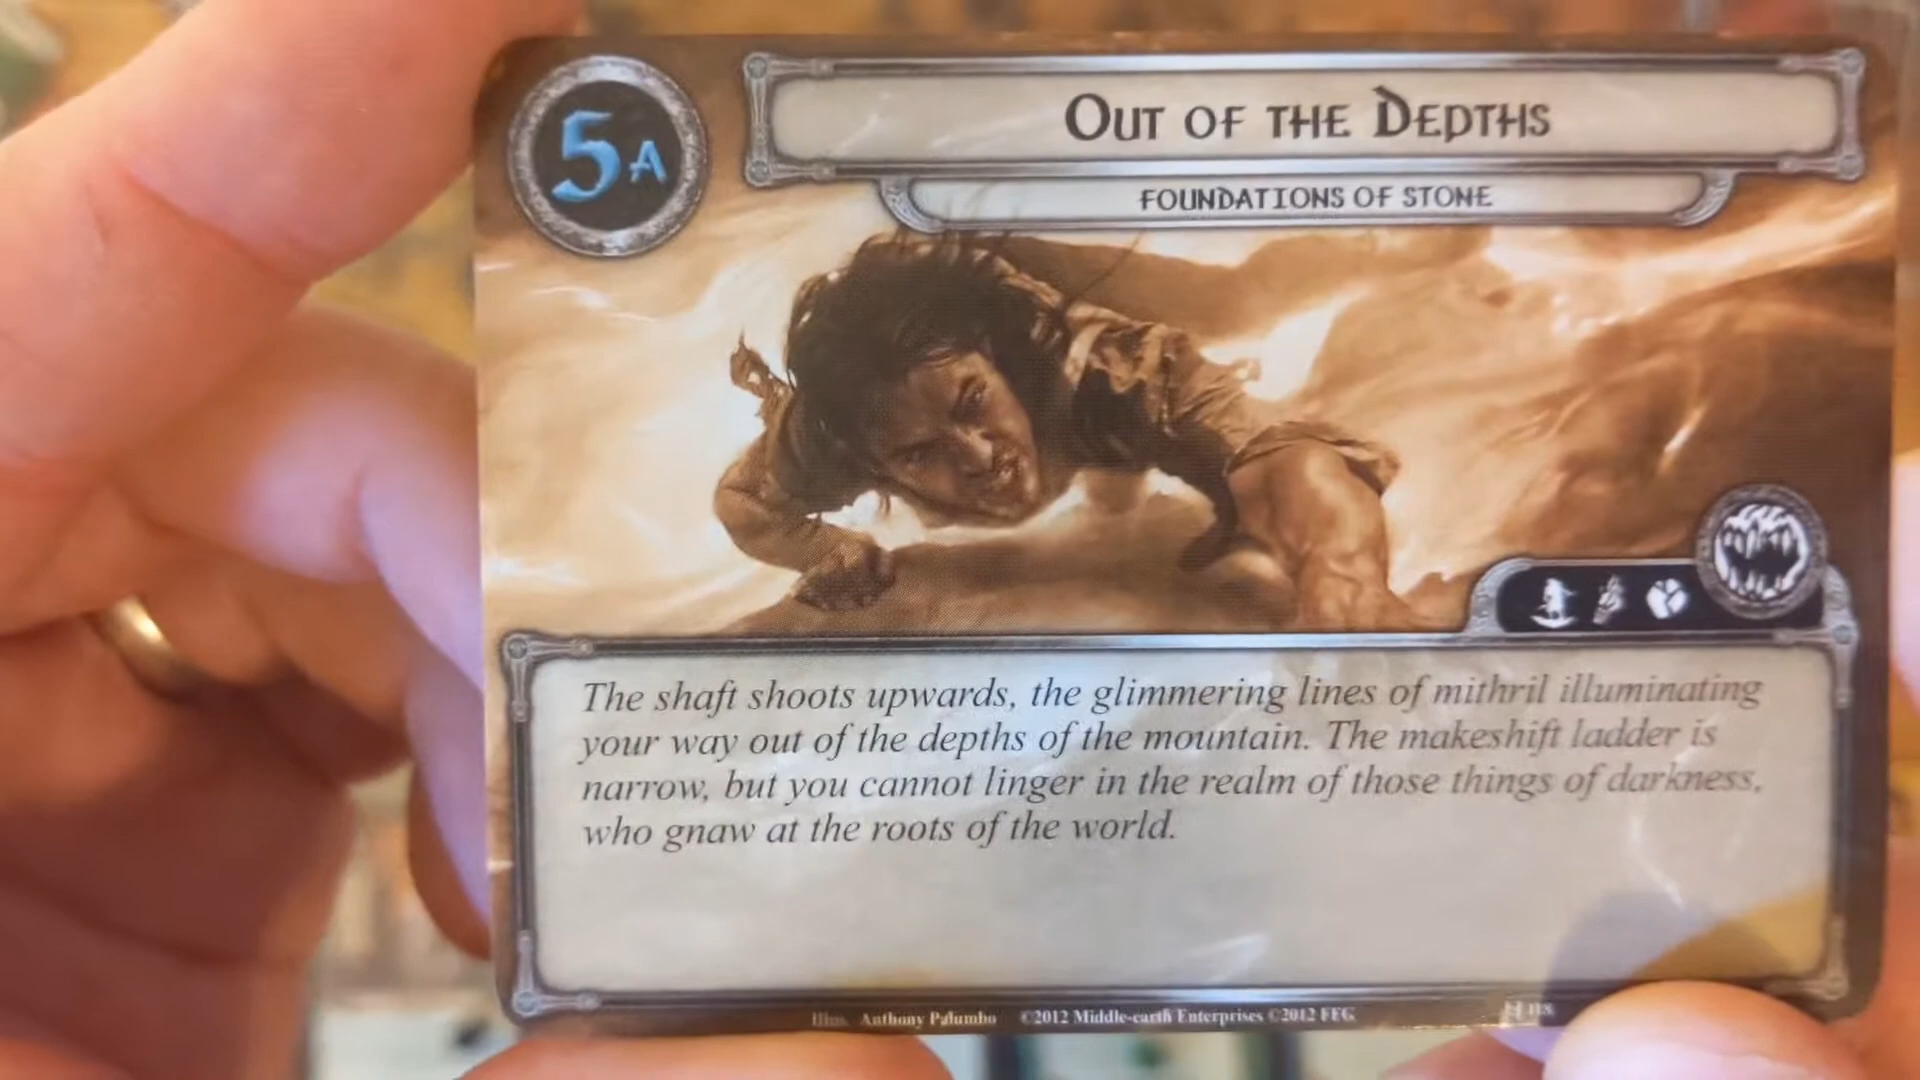 5A
OUT OF THE DEPTHS
FOUNDATIONS OF STONE
The shaft shoots upwards, the glimmering lines of mithril illuminating
your way out of the depths of the mountain. The makeshift ladder is
narrow, but you cannot linger in the realm of those things of darkness,
who gnaw at the roots of the world.
Illus. Anthony Palumbo ©2012 Middle-earth Enterprises ©2012 FFG 118